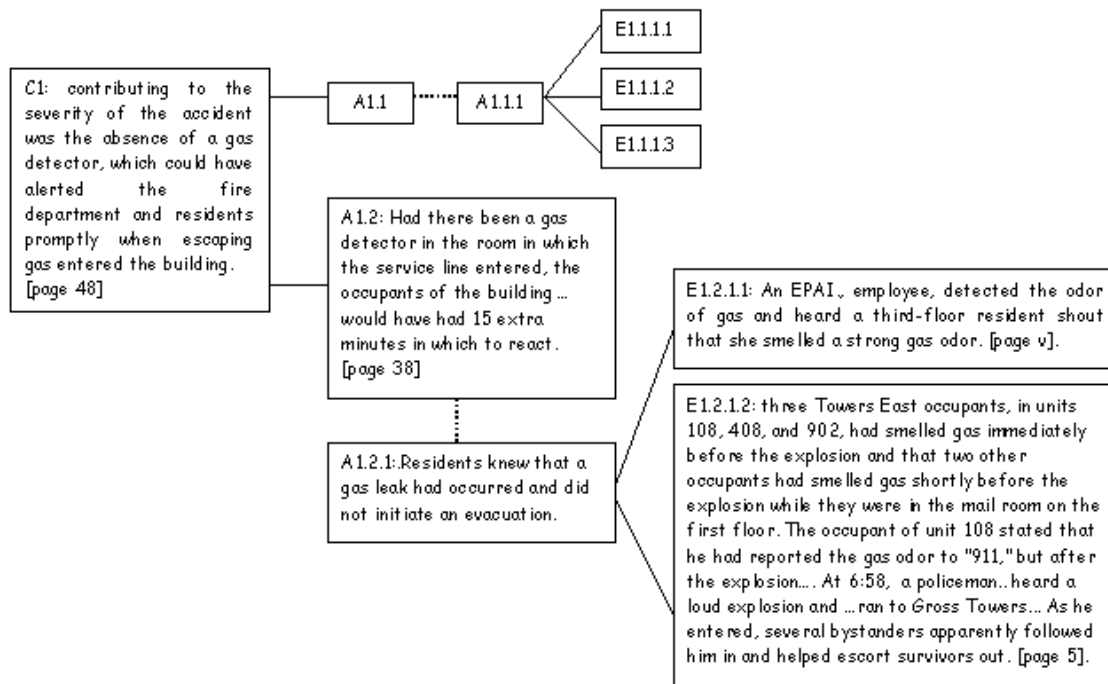 E1.1.1.1
C1: contributing to the
severity of the accident
was the absence of a gas
detector, which could have
alerted the fire
department and residents
promptly when escaping
gas entered the building.
[page 48]
A1.1
A1.1.1
E1.1.1.2
E1.1.1.3
A1.2: Had there been a gas
detector in the room in which
the service line entered, the
occupants of the building ...
would have had 15 extra
minutes in which to react.
[page 38]
A1.2.1:.Residents knew that a
gas leak had occurred and did
not initiate an evacuation.
E1.2.1.1: An EPAI., employee, detected the odor
of gas and heard a third-floor resident shout
that she smelled a strong gas odor. [page v].
E1.2.1.2: three Towers East occupants, in units
108, 408, and 902, had smelled gas immediately
before the explosion and that two other
occupants had smelled gas shortly before the
explosion while they were in the mail room on the
first floor. The occupant of unit 108 stated that
he had reported the gas odor to "911," but after
the explosion.... At 6:58, a policeman..heard a
loud explosion and ...ran to Gross Towers... As he
entered, several bystanders apparently followed
him in and helped escort survivors out. [page 5].